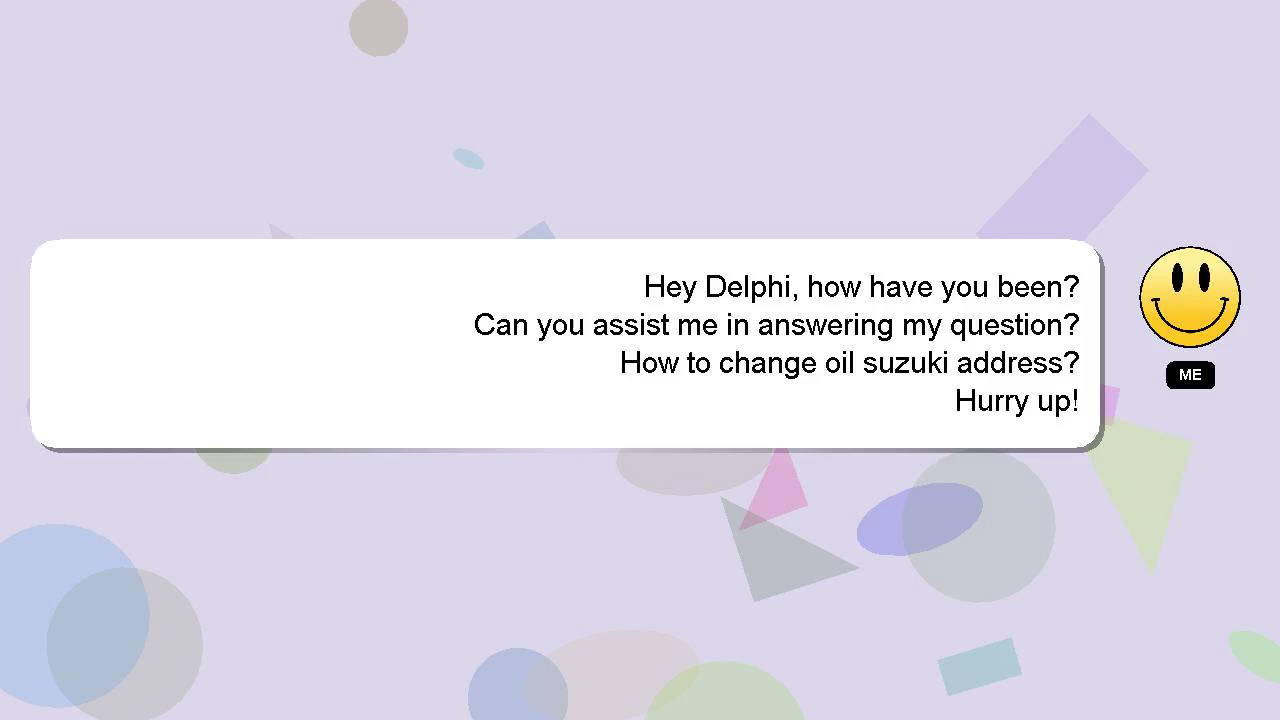 Hey Delphi, how have you been?
Can you assist me in answering my question?
How to change oil suzuki address?
Hurry up!
ME